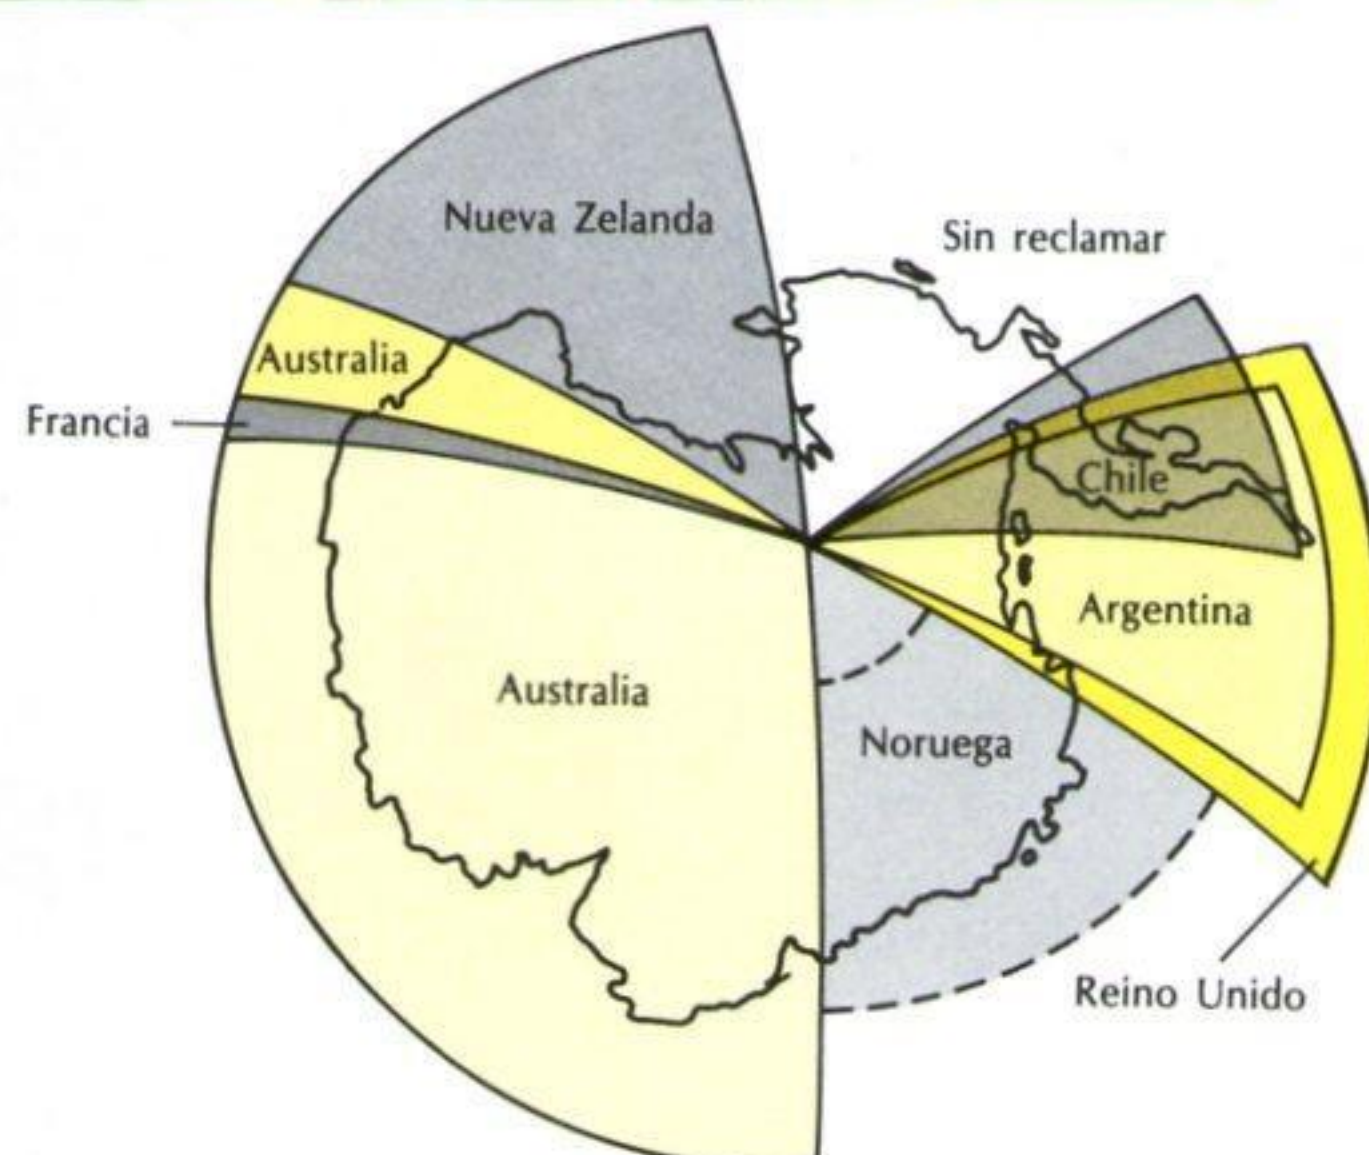 Nueva Zelanda
Sin reclamar
Australia
Francia
Chile
Argentina
Australia
Noruega
Reino Unido